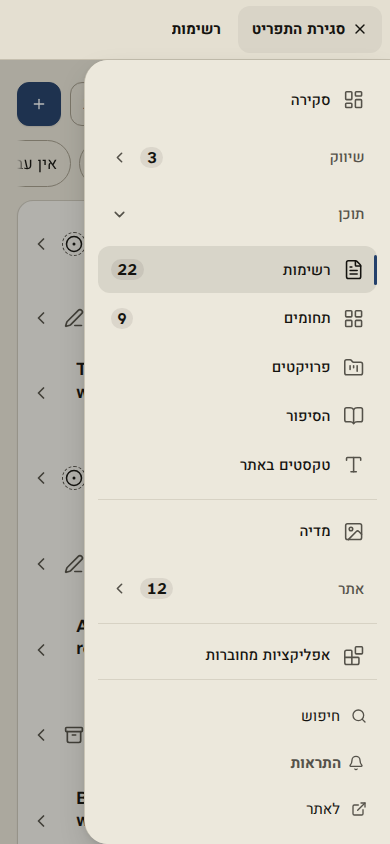 סגירת התפריט
רשימות
סקירה
שיווק 3
תוכן
רשימות 22
תחומים 9
פרויקטים
הסיפור
טקסטים באתר
מדיה
אתר 12
אפליקציות מחוברות
חיפוש
התראות
לאתר
אין